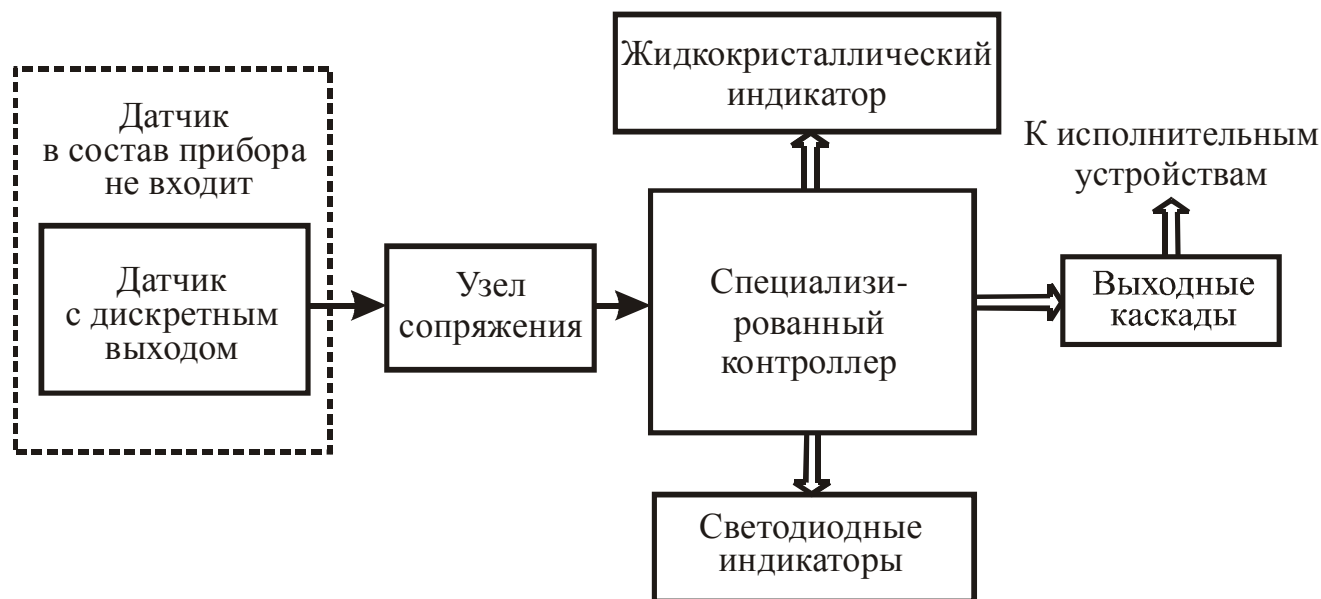 Датчик
в состав прибора
не входит
Датчик
с дискретным
выходом
Узел
сопряжения
Жидкокристаллический
индикатор
Специализи-
рованный
контроллер
Светодиодные
индикаторы
К исполнительным
устройствам
Выходные
каскады